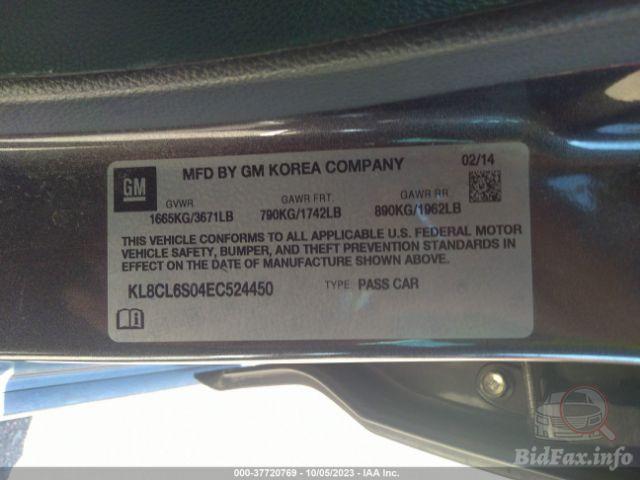 GM
MFD BY GM KOREA COMPANY 02/14
GVWR GAWR FRT. GAWR RR.
1665KG/3671LB 790KG/1742LB 890KG/1962LB
THIS VEHICLE CONFORMS TO ALL APPLICABLE U.S. FEDERAL MOTOR
VEHICLE SAFETY, BUMPER, AND THEFT PREVENTION STANDARDS IN
EFFECT ON THE DATE OF MANUFACTURE SHOWN ABOVE.
KL8CL6S04EC524450 TYPE: PASS CAR
BidFax.info
000-37720769 - 10/05/2023 - IAA Inc.